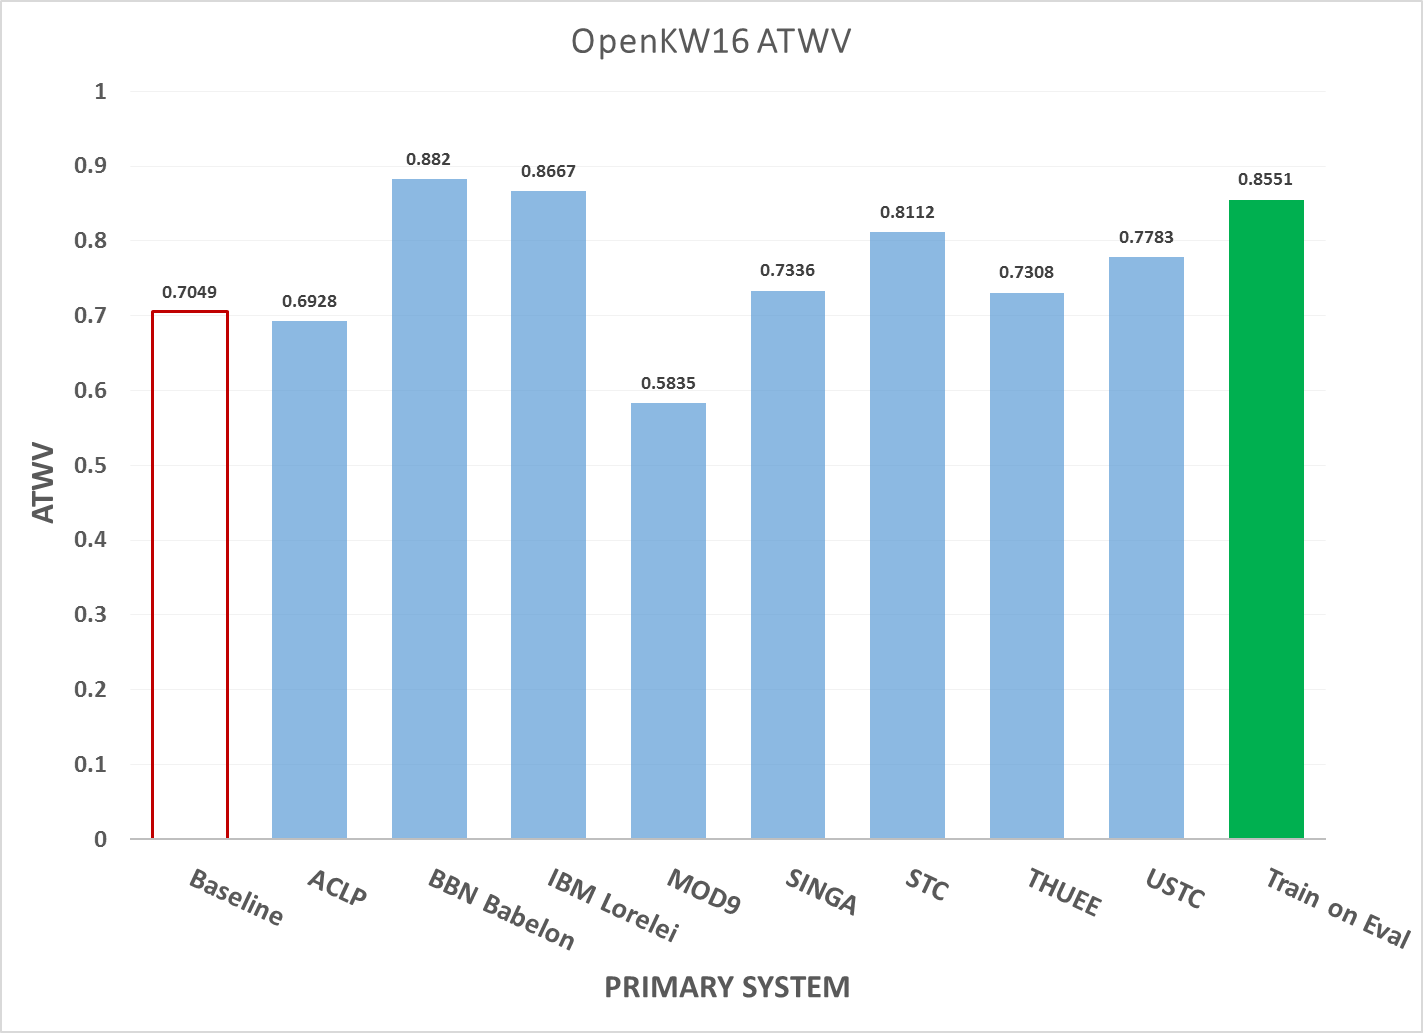 OpenKW16 ATWV
1
0.9
0.8
0.7
0.6
0.5
0.4
0.3
0.2
0.1
0
ATWV
0.7049
0.6928
0.882
0.8667
0.5835
0.7336
0.8112
0.7308
0.7783
0.8551
Baseline
ACLP
BBN Babelon
IBM Lorelei
MOD9
SINGA
STC
THUEE
USTC
Train on Eval
PRIMARY SYSTEM